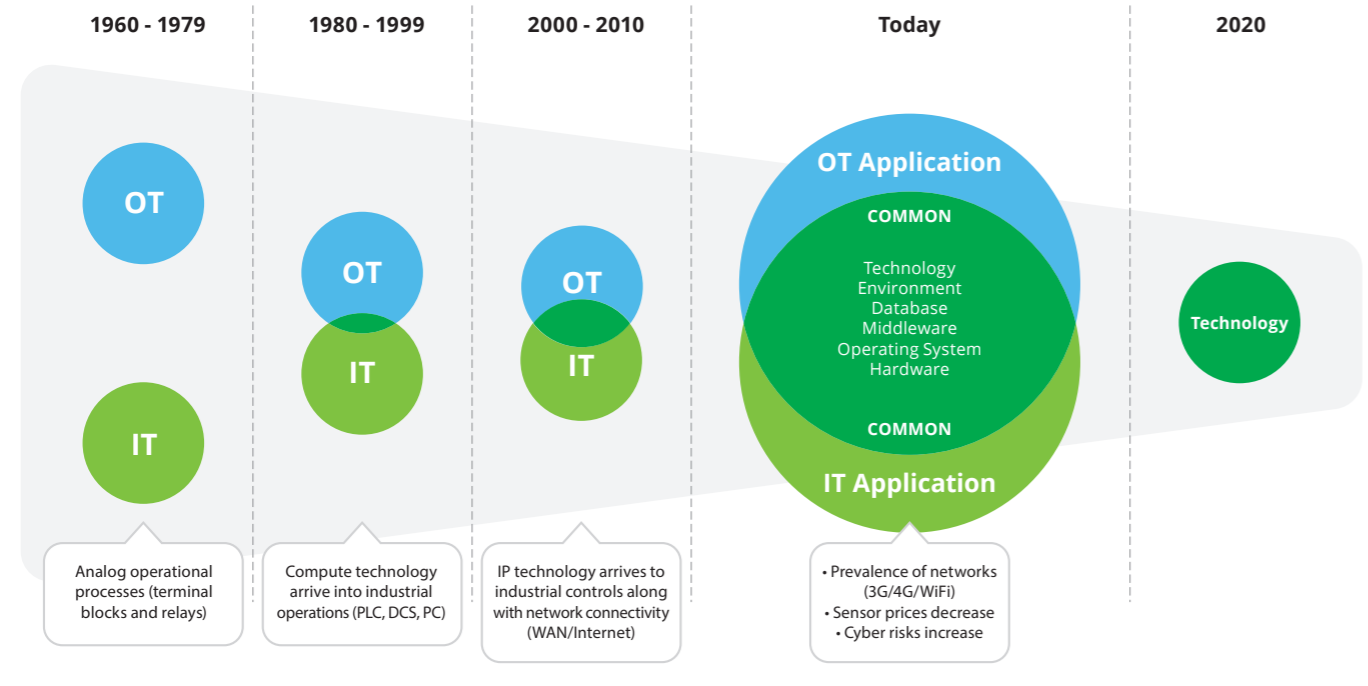 1960 - 1979
1980 - 1999
2000 - 2010
Today
2020
OT
IT
OT
IT
OT
IT
OT Application
COMMON
Technology
Environment
Database
Middleware
Operating System
Hardware
COMMON
IT Application
Technology
Analog operational
processes (terminal
blocks and relays)
Compute technology
arrive into industrial
operations (PLC, DCS, PC)
IP technology arrives to
industrial controls along
with network connectivity
(WAN/Internet)
• Prevalence of networks
(3G/4G/WiFi)
• Sensor prices decrease
• Cyber risks increase